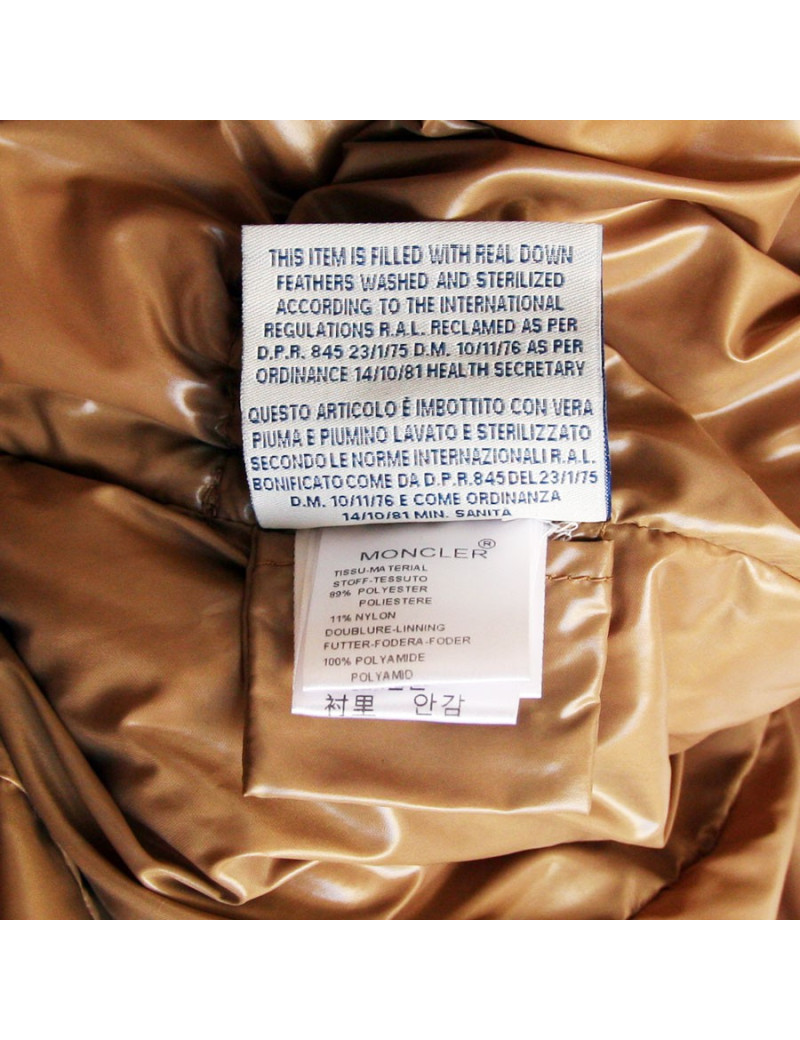 THIS ITEM IS FILLED WITH REAL DOWN
FEATHERS WASHED AND STERILIZED
ACCORDING TO THE INTERNATIONAL
REGULATIONS R.A.L. RECLAMED AS PER
D.P.R. 845 23/1/75 D.M. 10/11/76 AS PER
ORDINANCE 14/10/81 HEALTH SECRETARY
QUESTO ARTICOLO È IMBOTTITO CON VERA
PIUMA E PIUMINO LAVATO E STERILIZZATO
SECONDO LE NORME INTERNAZIONALI R.A.L.
BONIFICATO COME DA D.P.R. 845 DEL 23/1/75
D.M. 10/11/76 E COME ORDINANZA
14/10/81 MIN. SANITA
MONCLER®
TISSU-MATERIAL
STOFF-TESSUTO
89% POLYESTER
POLIESTERE
11% NYLON
DOUBLURE-LINNING
FUTTER-FODERA-FODER
100% POLYAMIDE
POLYAMID
衬里 안감